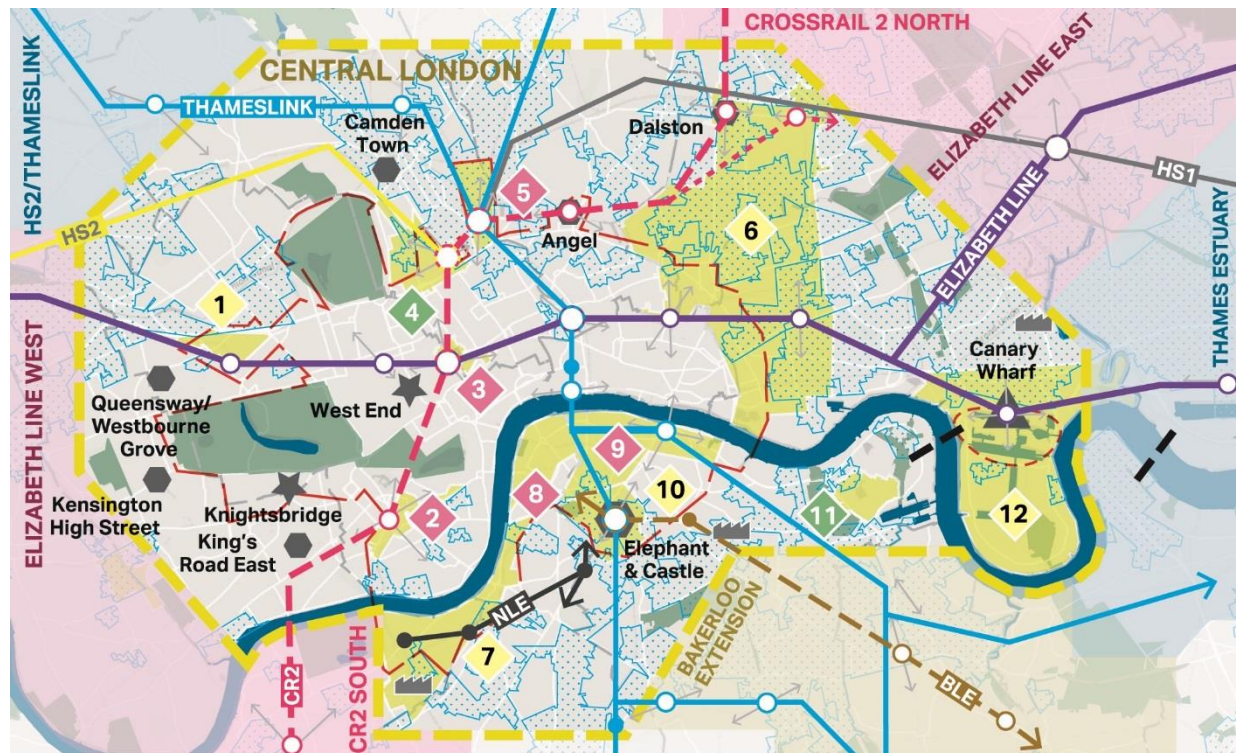 CROSSRAIL 2 NORTH
HS2/THAMESLINK
CENTRAL LONDON
ELIZABETH LINE EAST
THAMESLINK
Camden
Town
Dalston
HS1
5
Angel
6
HS2
ELIZABETH LINE
THAMES ESTUARY
1
4
Canary
Wharf
ELIZABETH LINE WEST
3
Queensway/
Westbourne
Grove
West End
9
Kensington
High Street
Knightsbridge
2
8
10
11
12
King's
Road East
Elephant
& Castle
NLE
7
BAKERLOO
EXTENSION
CR2
CR2 SOUTH
BLE